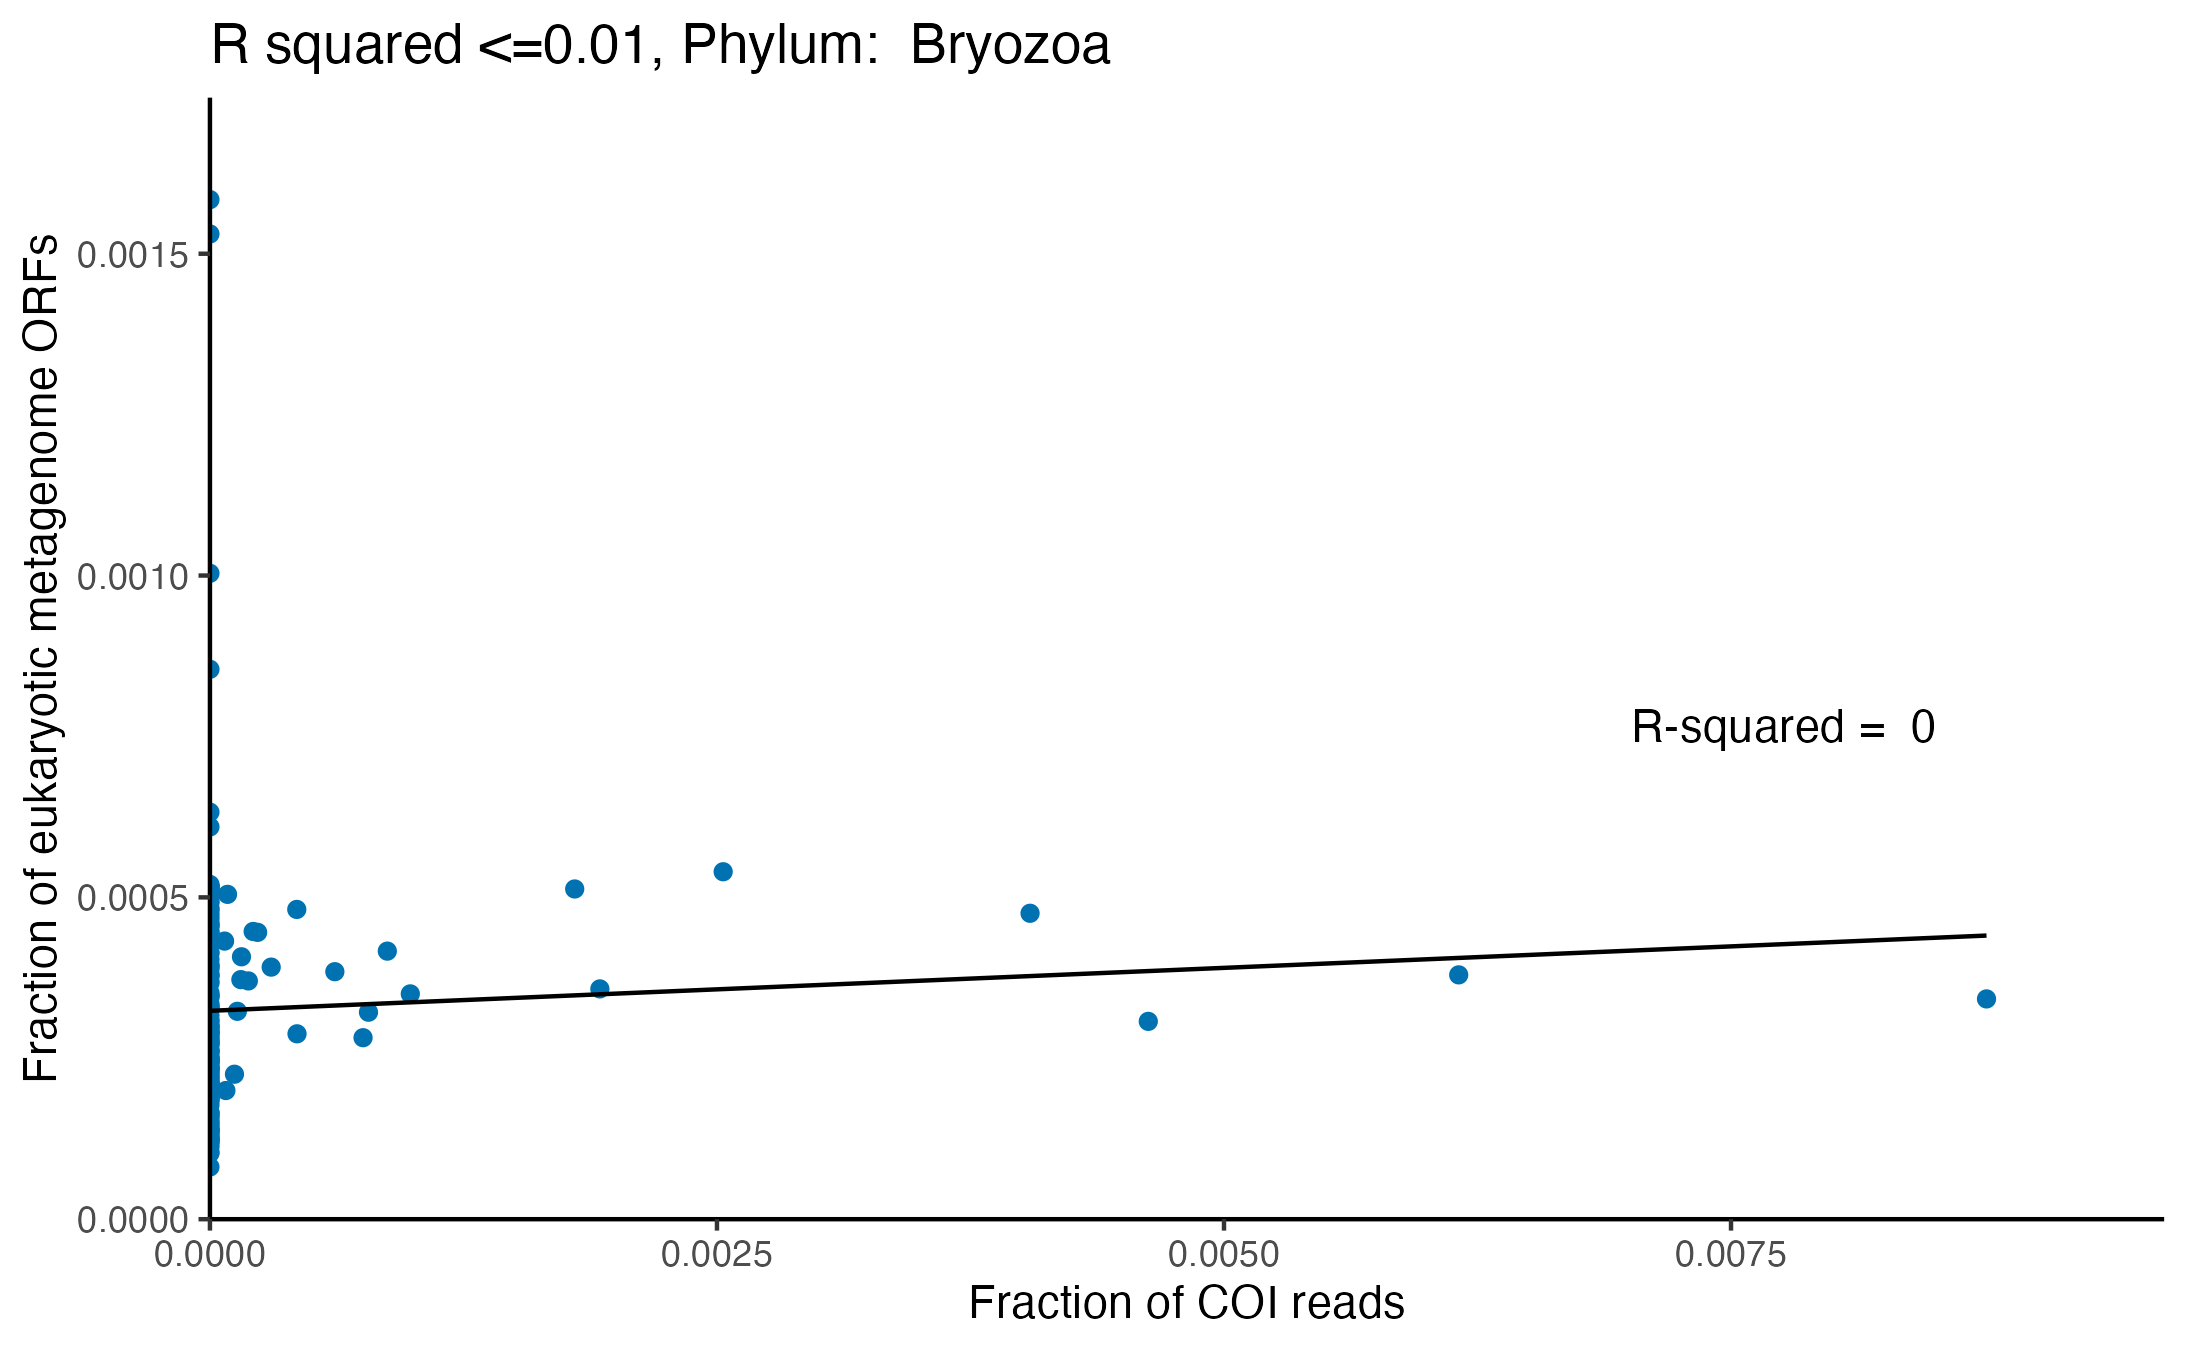 R squared <=0.01, Phylum:  Bryozoa
Fraction of eukaryotic metagenome ORFs
0.0015
0.0010
0.0005
0.0000
R-squared =  0
0.0000 0.0025 0.0050 0.0075
Fraction of COI reads